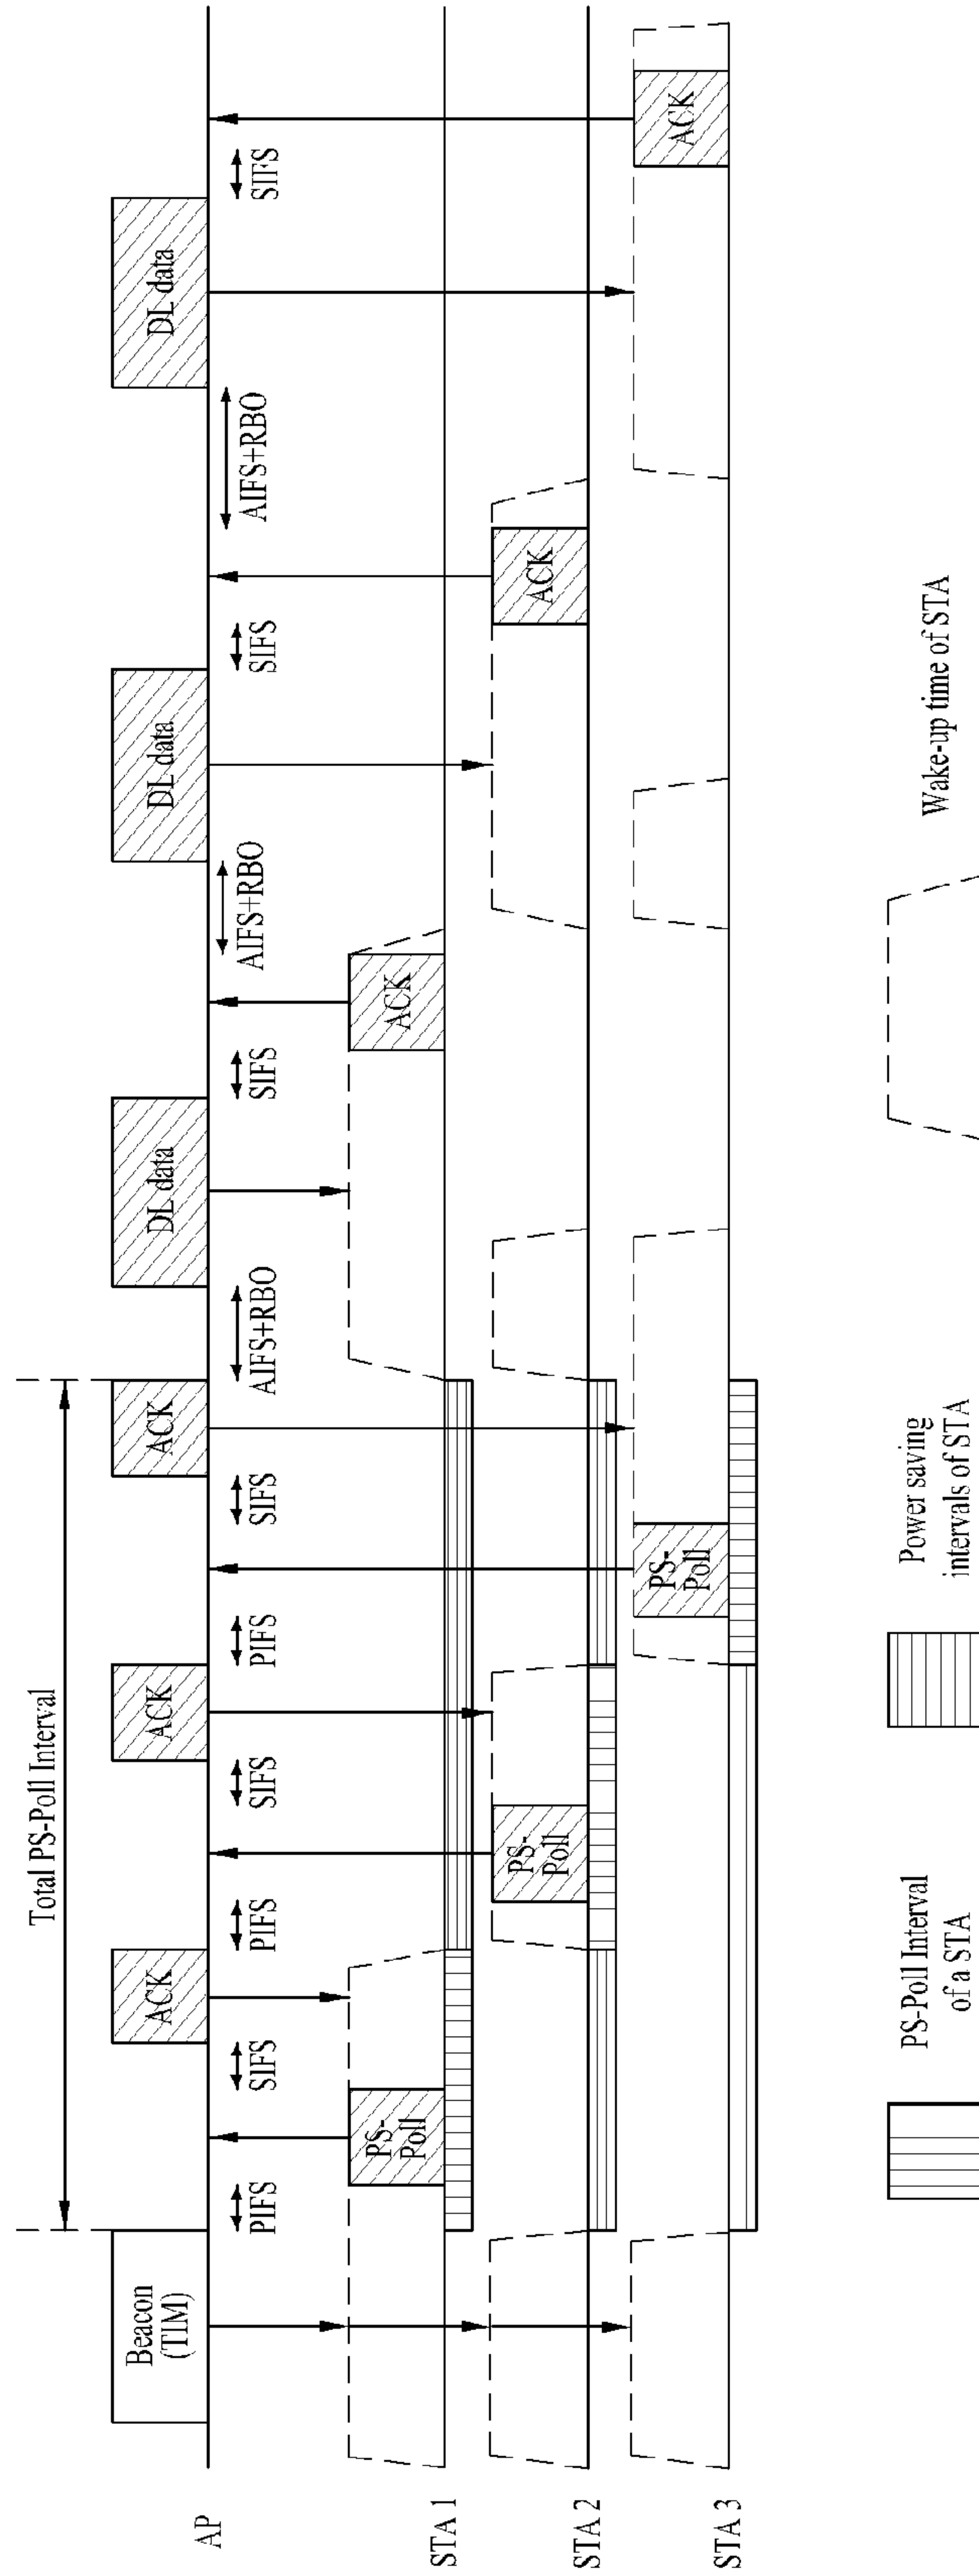 Total PS-Poll Interval
Beacon
(TIM)
ACK
ACK
ACK
DL data
DL data
DL data
AP
PIFS
SIFS
PIFS
SIFS
PIFS
SIFS
AIFS+RBO
SIFS
AIFS+RBO
SIFS
AIFS+RBO
SIFS
PS-
Poll
ACK
STA 1
PS-
Poll
ACK
STA 2
PS-
Poll
ACK
STA 3
PS-Poll Interval
of a STA
Power saving
intervals of STA
Wake-up time of STA